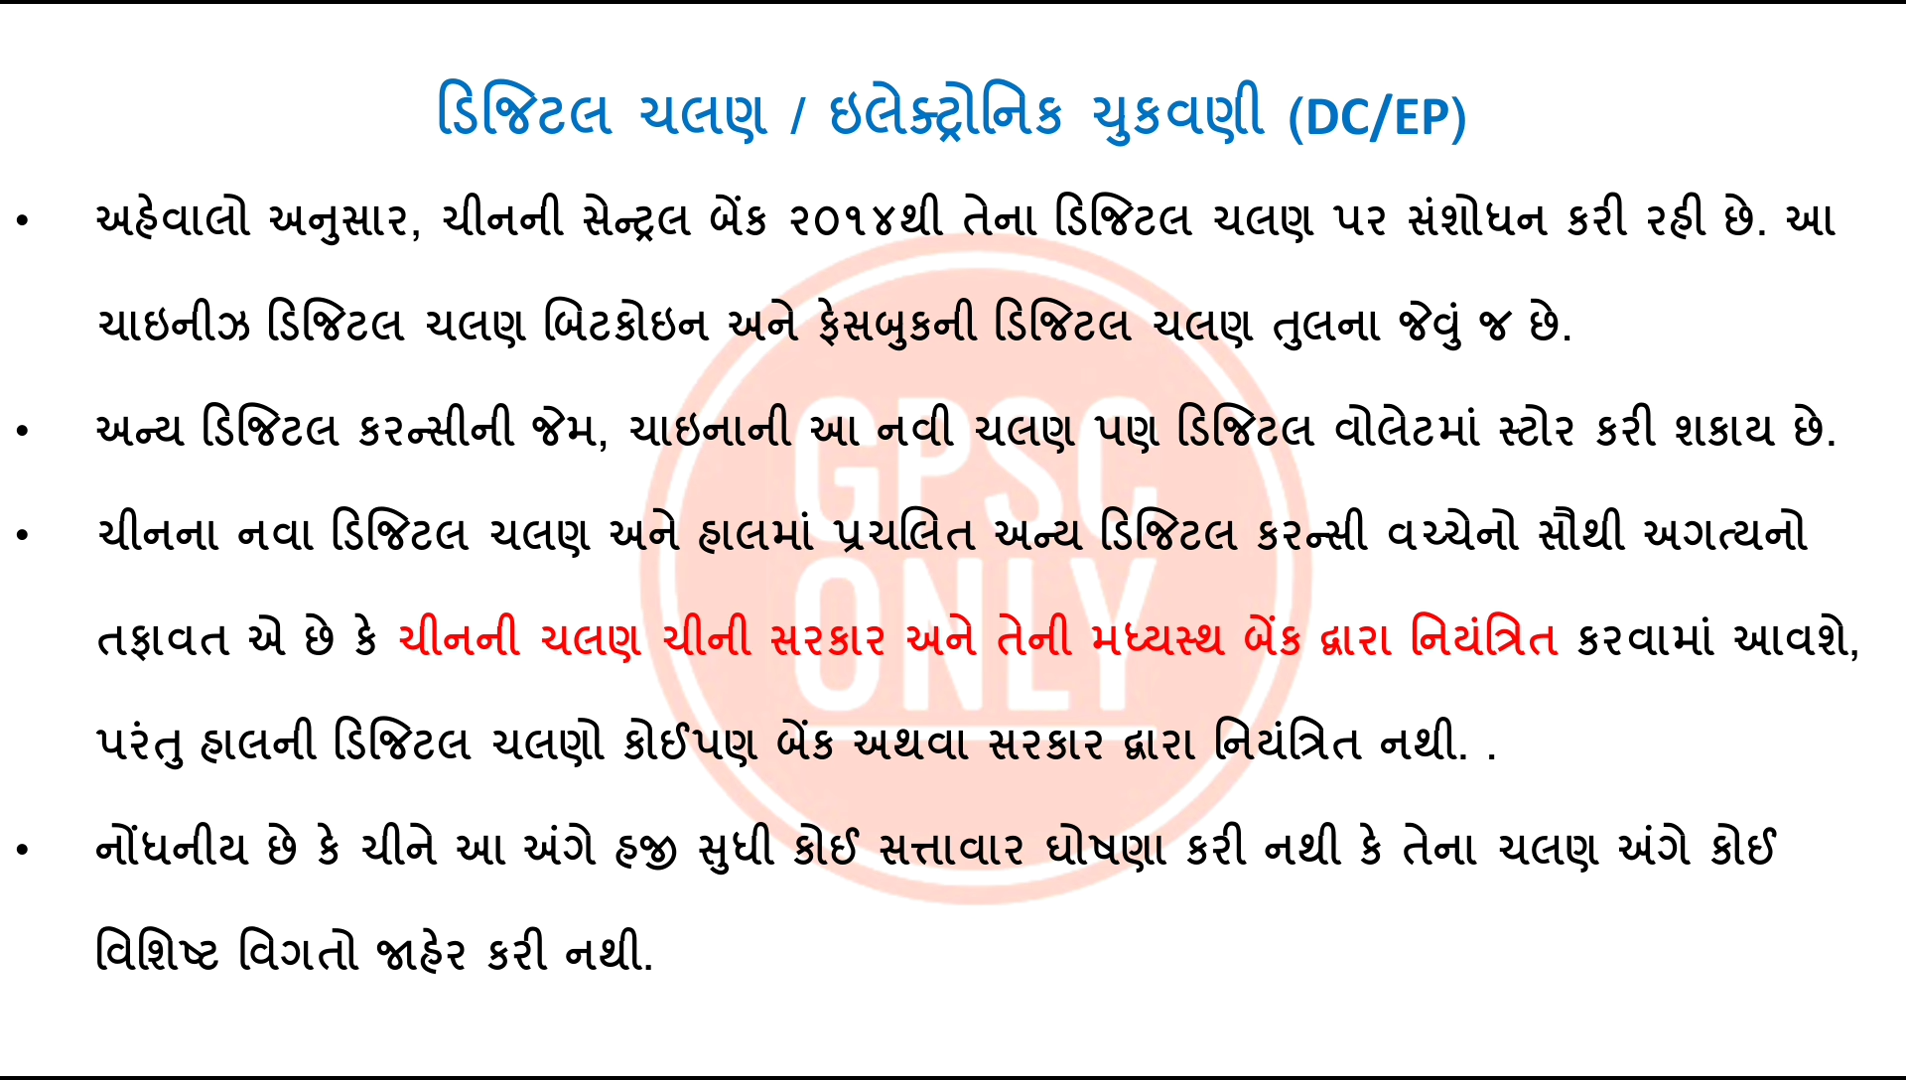 ડિજિટલ ચલણ / ઇલેક્ટ્રોનિક ચુકવણી (DC/EP)
• અહેવાલો અનુસાર, ચીનની સેન્ટ્રલ બેંક ૨૦૧૪થી તેના ડિજિટલ ચલણ પર સંશોધન કરી રહી છે. આ
ચાઇનીઝ ડિજિટલ ચલણ બિટકોઇન અને ફેસબુકની ડિજિટલ ચલણ તુલના જેવું જ છે.
• અન્ય ડિજિટલ કરન્સીની જેમ, ચાઇનાની આ નવી ચલણ પણ ડિજિટલ વોલેટમાં સ્ટોર કરી શકાય છે.
• ચીનના નવા ડિજિટલ ચલણ અને હાલમાં પ્રચલિત અન્ય ડિજિટલ કરન્સી વચ્ચેનો સૌથી અગત્યનો
તફાવત એ છે કે ચીનની ચલણ ચીની સરકાર અને તેની મધ્યસ્થ બેંક દ્વારા નિયંત્રિત કરવામાં આવશે,
પરંતુ હાલની ડિજિટલ ચલણો કોઈપણ બેંક અથવા સરકાર દ્વારા નિયંત્રિત નથી. .
• નોંધનીય છે કે ચીને આ અંગે હજી સુધી કોઈ સત્તાવાર ઘોષણા કરી નથી કે તેના ચલણ અંગે કોઈ
વિશિષ્ટ વિગતો જાહેર કરી નથી.
GPSC
ONLY